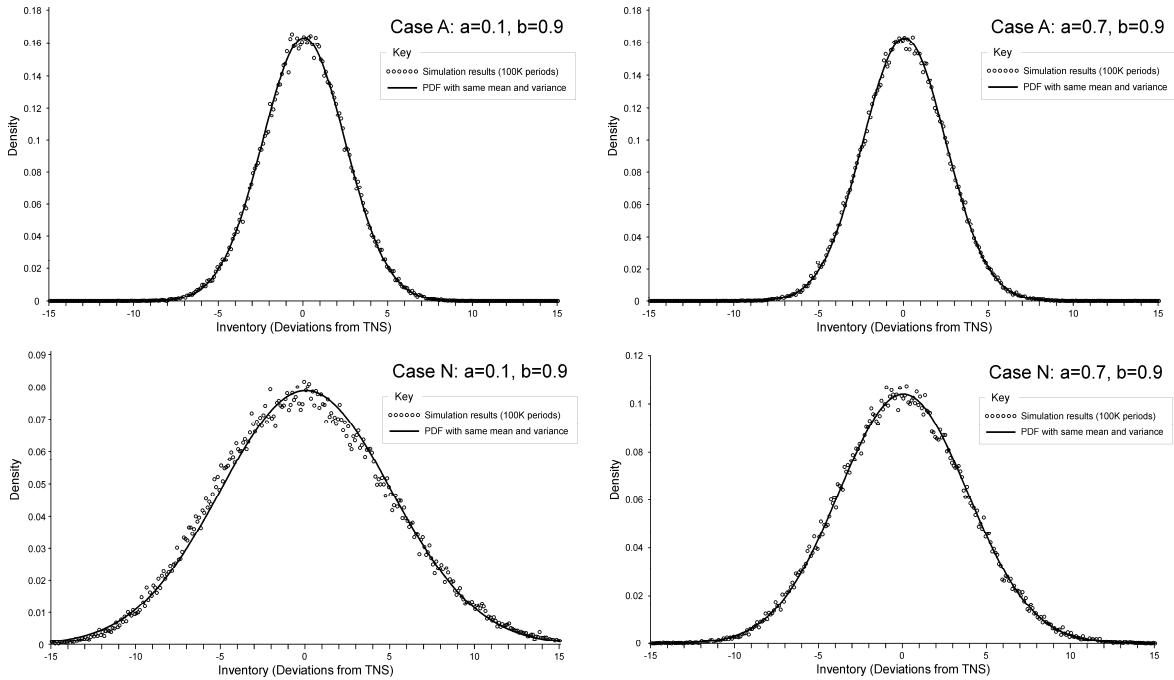 Case A: a=0.1, b=0.9
Key
Simulation results (100K periods)
PDF with same mean and variance
Density
0.18
0.16
0.14
0.12
0.1
0.08
0.06
0.04
0.02
0
-15 -10 -5 0 5 10 15
Inventory (Deviations from TNS)
Case A: a=0.7, b=0.9
Key
Simulation results (100K periods)
PDF with same mean and variance
Density
0.18
0.16
0.14
0.12
0.1
0.08
0.06
0.04
0.02
0
-15 -10 -5 0 5 10 15
Inventory (Deviations from TNS)
Case N: a=0.1, b=0.9
Key
Simulation results (100K periods)
PDF with same mean and variance
Density
0.09
0.08
0.07
0.06
0.05
0.04
0.03
0.02
0.01
0
-15 -10 -5 0 5 10 15
Inventory (Deviations from TNS)
Case N: a=0.7, b=0.9
Key
Simulation results (100K periods)
PDF with same mean and variance
Density
0.12
0.1
0.08
0.06
0.04
0.02
0
-15 -10 -5 0 5 10 15
Inventory (Deviations from TNS)